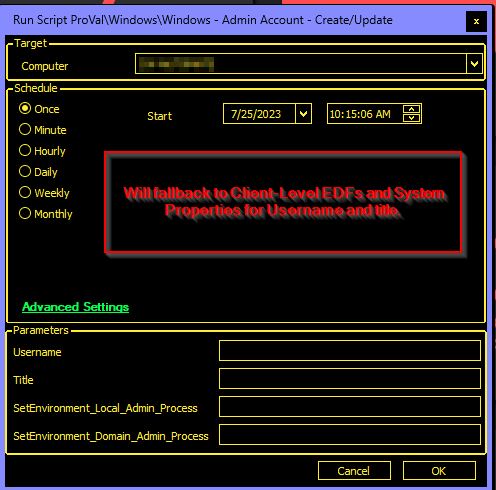 Run Script ProVal\Windows\Windows - Admin Account - Create/Update
x
Target
Computer
Schedule
Once
Start
7/25/2023
10:15:06 AM
Minute
Hourly
Daily
Weekly
Monthly
Will fallback to Client-Level EDFs and System
Properties for Username and title.
Advanced Settings
Parameters
Username
Title
SetEnvironment_Local_Admin_Process
SetEnvironment_Domain_Admin_Process
Cancel
OK